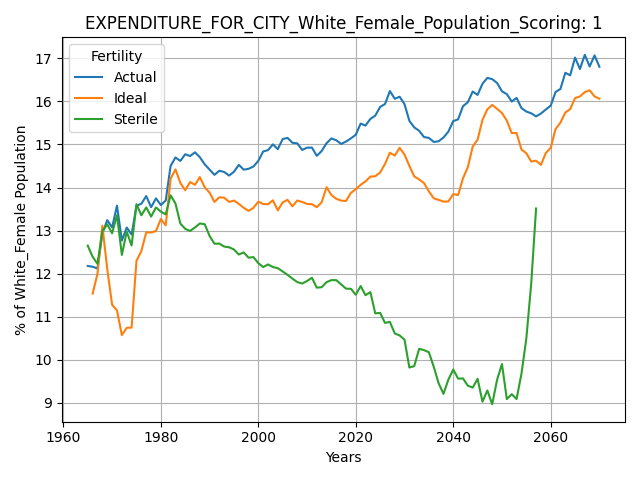 EXPENDITURE_FOR_CITY_White_Female_Population_Scoring: 1
Fertility
Actual
Ideal
Sterile
% of White_Female Population
17
16
15
14
13
12
11
10
9
1960
1980
2000
2020
2040
2060
Years